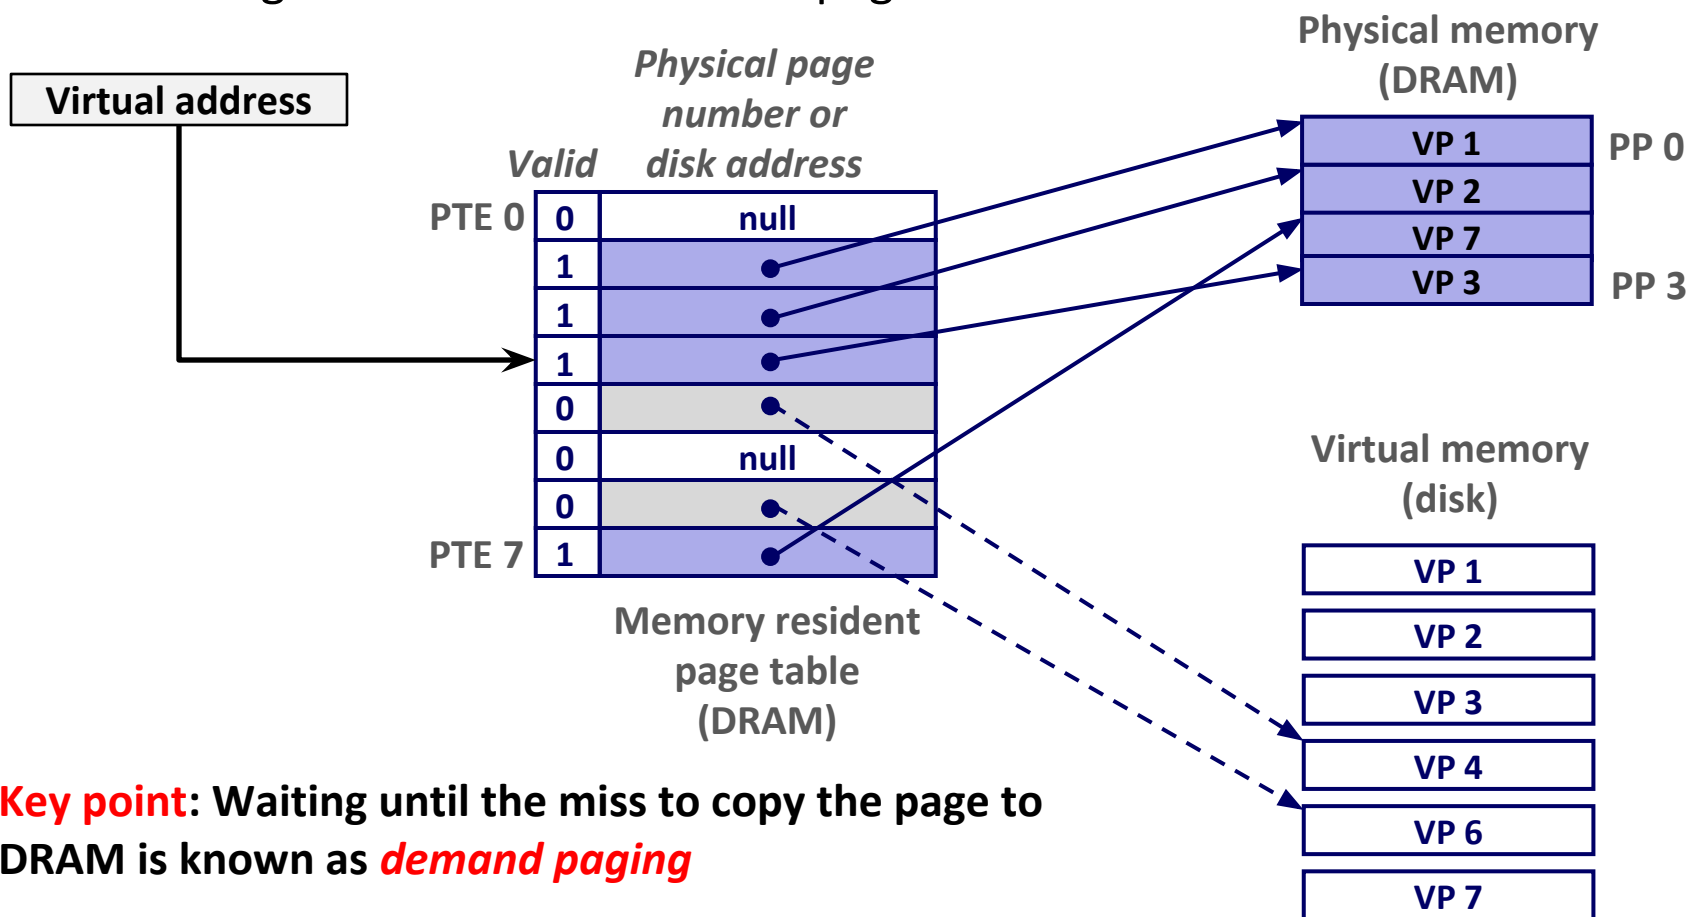 Physical memory
(DRAM)
Virtual address
Physical page
number or
disk address
Valid
PTE 0 0 null
1
1
1
0
0 null
0
PTE 7 1
Memory resident
page table
(DRAM)
VP 1 PP 0
VP 2
VP 7
VP 3 PP 3
Virtual memory
(disk)
VP 1
VP 2
VP 3
VP 4
VP 6
VP 7
Key point: Waiting until the miss to copy the page to
DRAM is known as demand paging